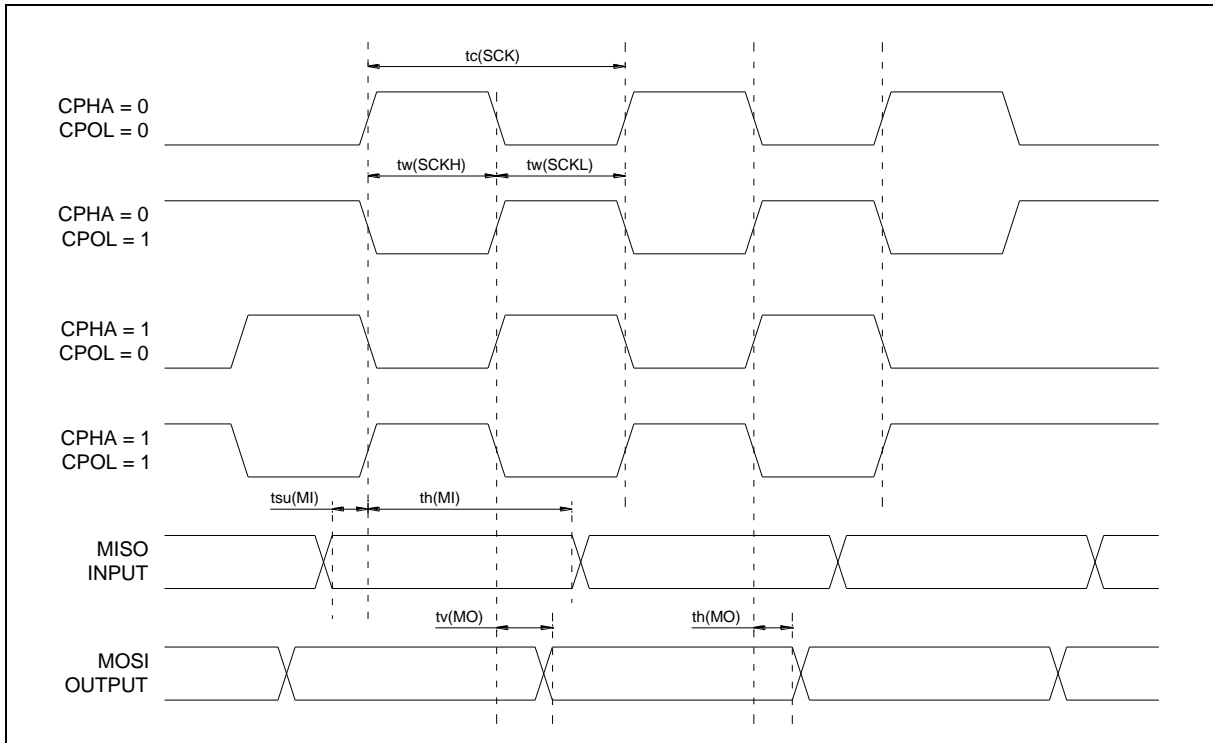 tc(SCK)
CPHA = 0
CPOL = 0
tw(SCKH)
tw(SCKL)
CPHA = 0
CPOL = 1
CPHA = 1
CPOL = 0
CPHA = 1
CPOL = 1
tsu(MI)
th(MI)
MISO
INPUT
tv(MO)
th(MO)
MOSI
OUTPUT